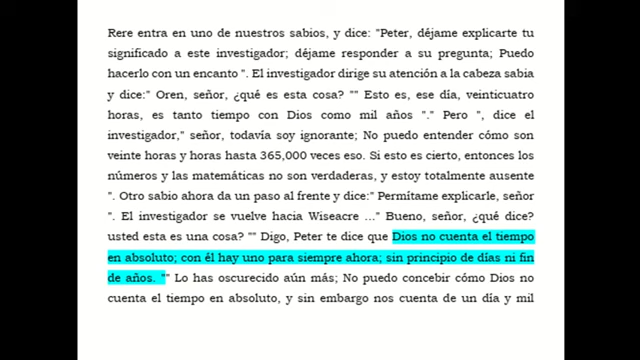 Rere entra en uno de nuestros sabios, y dice: "Peter, déjame explicarte tu
significado a este investigador; déjame responder a su pregunta; Puedo
hacerlo con un encanto ". El investigador dirige su atención a la cabeza sabia
y dice:" Oren, señor, ¿qué es esta cosa? "" Esto es, ese día, veinticuatro
horas, es tanto tiempo con Dios como mil años "." Pero ", dice el
investigador," señor, todavía soy ignorante; No puedo entender cómo son
veinte horas y horas hasta 365,000 veces eso. Si esto es cierto, entonces los
números y las matemáticas no son verdaderas, y estoy totalmente ausente
". Otro sabio ahora da un paso al frente y dice:" Permítame explicarle, señor
". El investigador se vuelve hacia Wiseacre ..." Bueno, señor, ¿qué dice?
usted esta es una cosa? "" Digo, Peter te dice que Dios no cuenta el tiempo
en absoluto; con él hay uno para siempre ahora; sin principio de días ni fin
de años. "" Lo has oscurecido aún más; No puedo concebir cómo Dios no
cuenta el tiempo en absoluto, y sin embargo nos cuenta de un día y mil